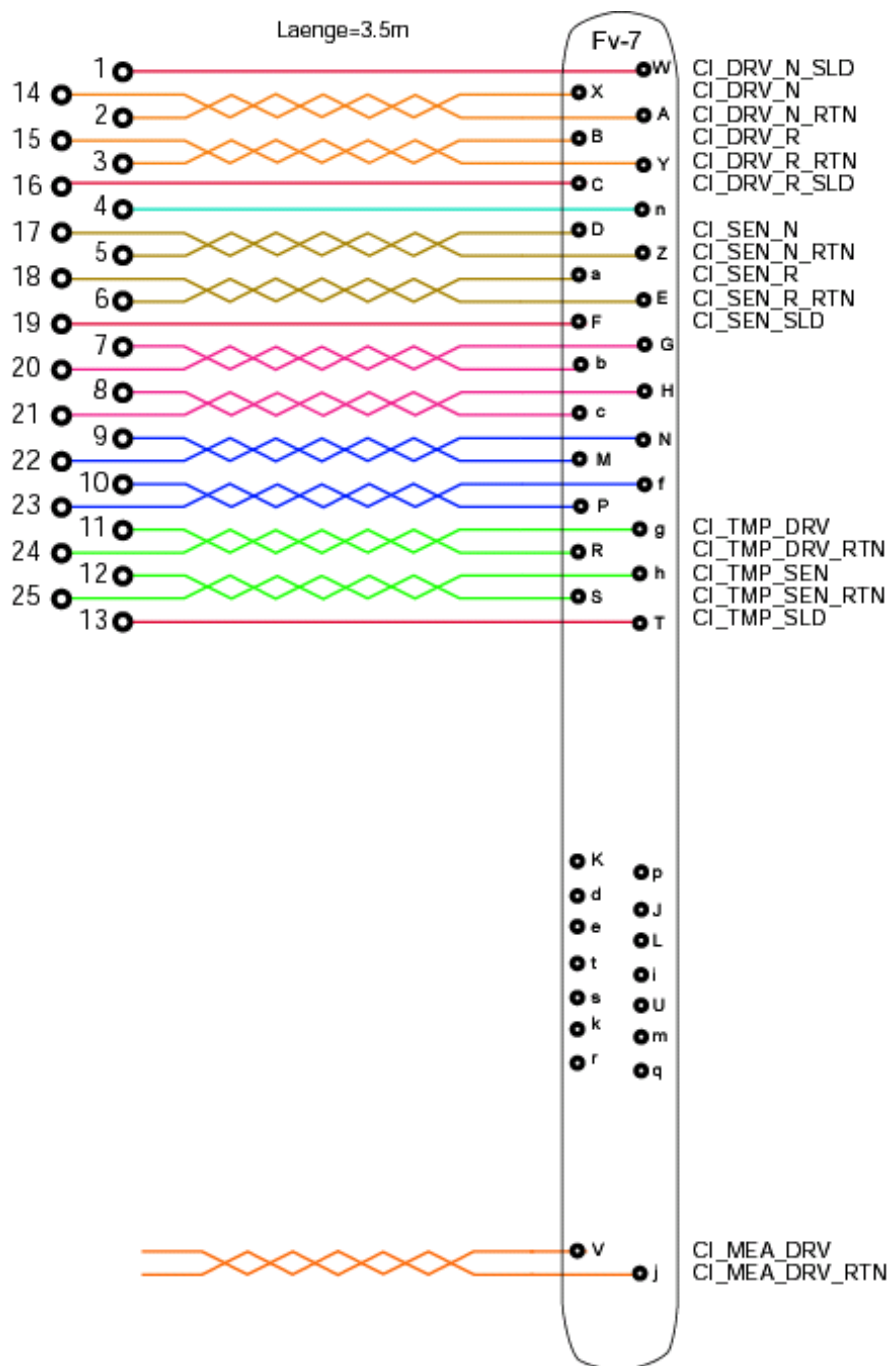 Laenge=3.5m
Fv-7
1 W CI_DRV_N_SLD
14 X CI_DRV_N
2 A CI_DRV_N_RTN
15 B CI_DRV_R
3 Y CI_DRV_R_RTN
16 C CI_DRV_R_SLD
4 n
17 D CI_SEN_N
5 Z CI_SEN_N_RTN
18 a CI_SEN_R
6 E CI_SEN_R_RTN
19 F CI_SEN_SLD
7 G
20 b
8 H
21 c
9 N
22 M
10 f
23 P
11 g CI_TMP_DRV
24 R CI_TMP_DRV_RTN
12 h CI_TMP_SEN
25 S CI_TMP_SEN_RTN
13 T CI_TMP_SLD
K p
d J
e L
t i
s U
k m
r q
V CI_MEA_DRV
j CI_MEA_DRV_RTN